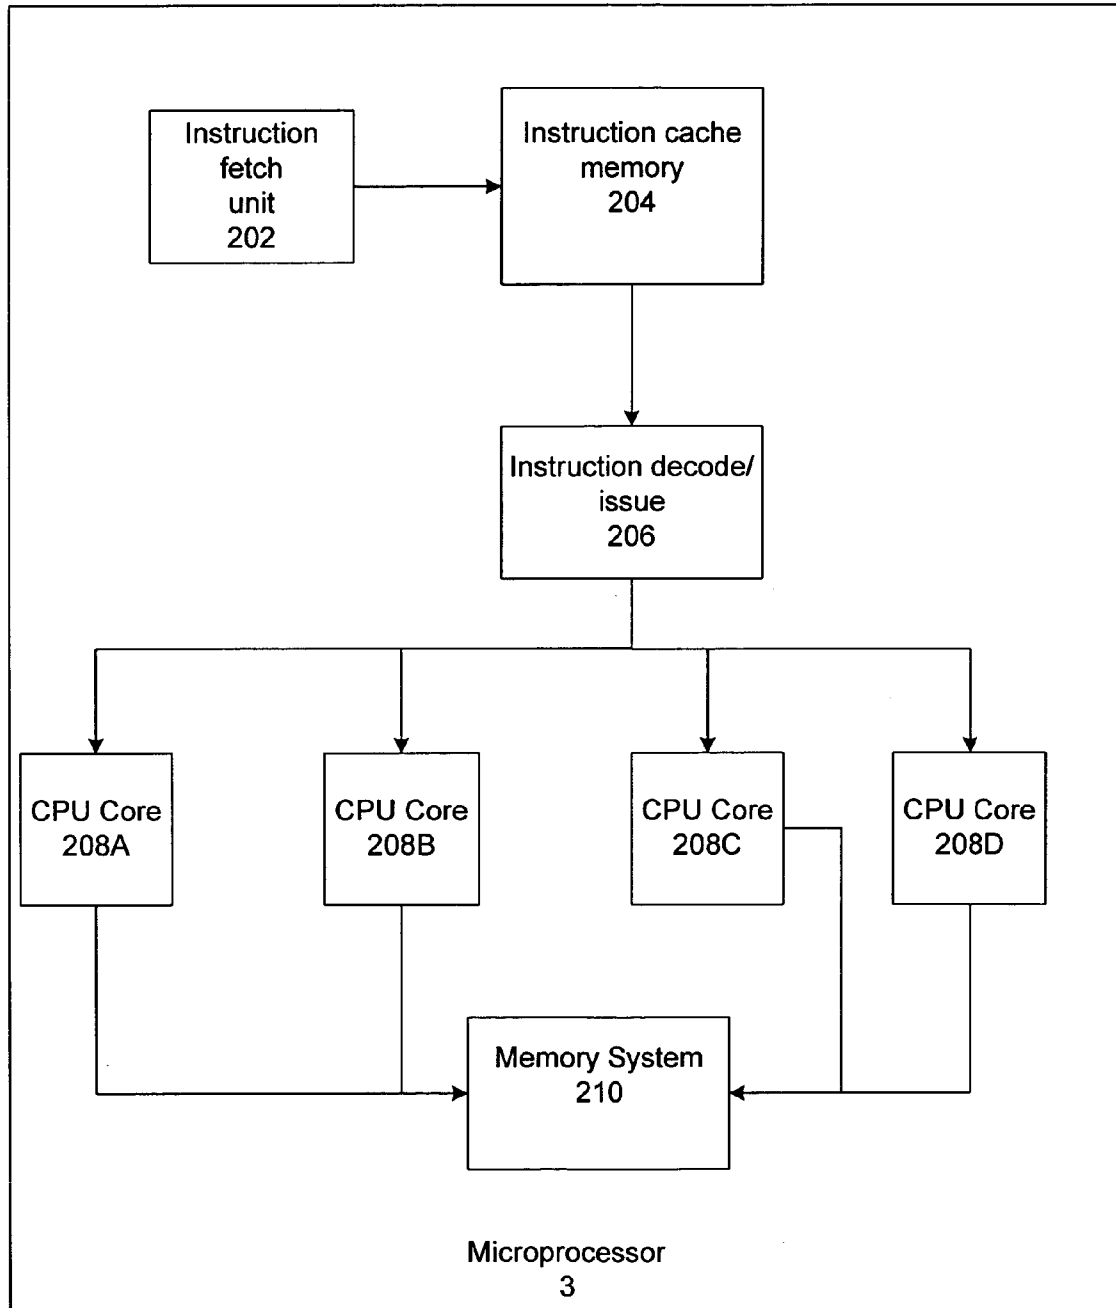 Instruction
fetch
unit
202
Instruction cache
memory
204
Instruction decode/
issue
206
CPU Core
208A
CPU Core
208B
CPU Core
208C
CPU Core
208D
Memory System
210
Microprocessor
3